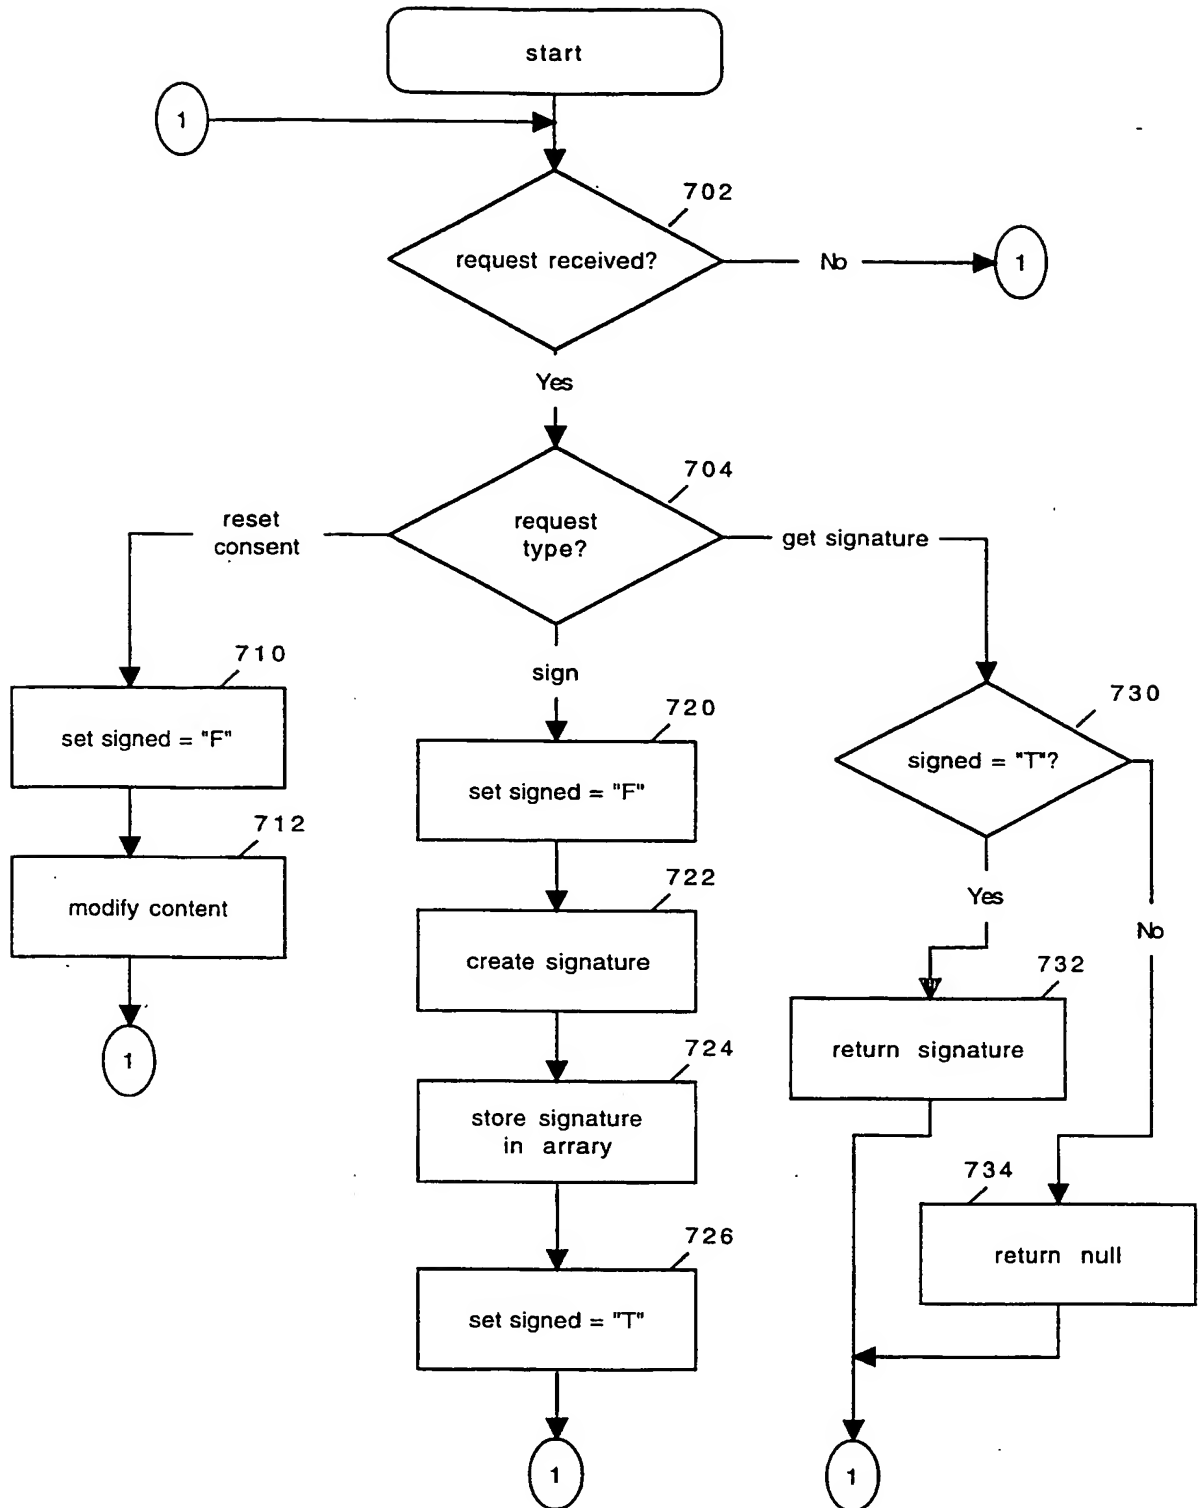 start
1
702
request received?
No
1
Yes
704
request
type?
reset
consent
get signature
sign
710
set signed = "F"
712
modify content
1
720
set signed = "F"
722
create signature
724
store signature
in arrary
726
set signed = "T"
1
730
signed = "T"?
Yes
No
732
return signature
734
return null
1